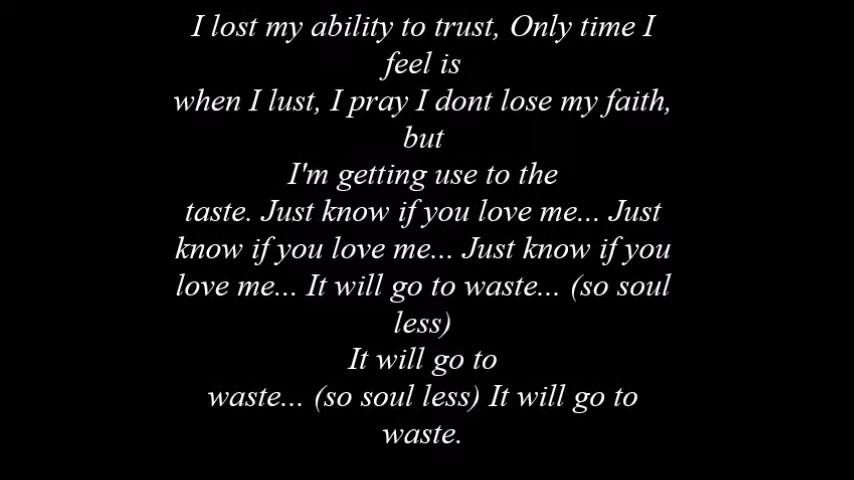 I lost my ability to trust, Only time I
feel is
when I lust, I pray I dont lose my faith,
but
I'm getting use to the
taste. Just know if you love me... Just
know if you love me... Just know if you
love me... It will go to waste... (so soul
less)
It will go to
waste... (so soul less) It will go to
waste.